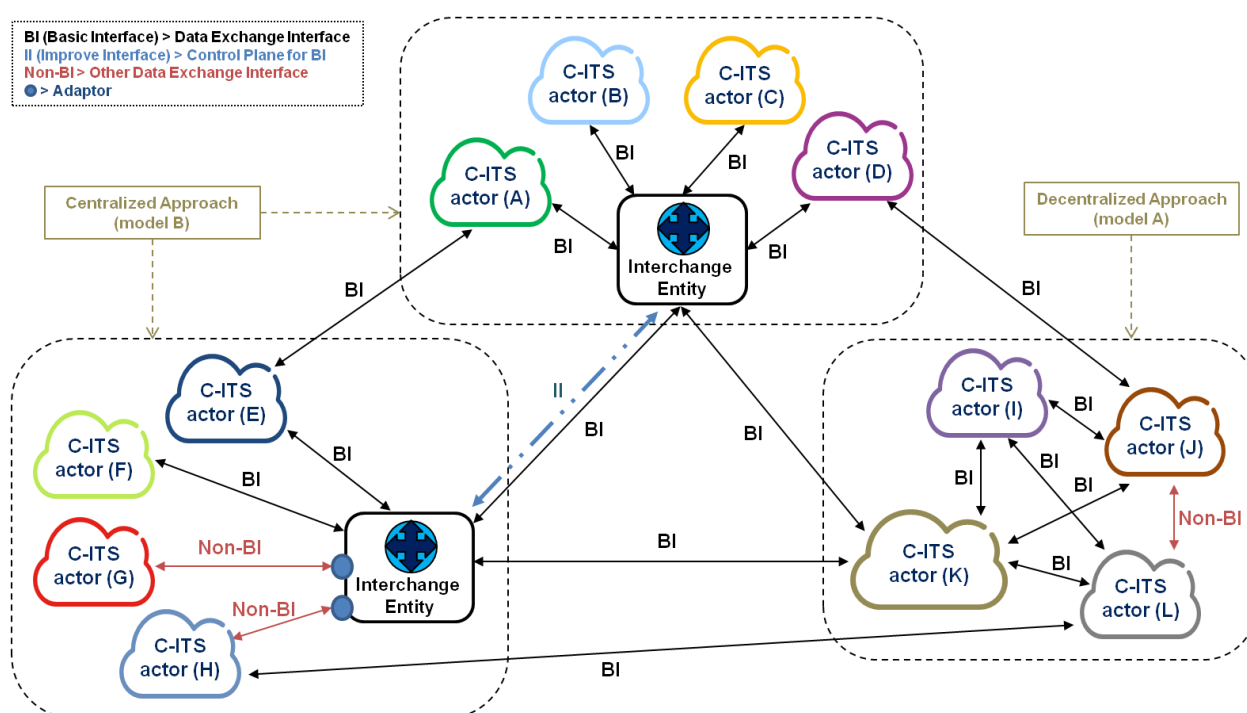 BI (Basic Interface) > Data Exchange Interface
II (Improve Interface) > Control Plane for BI
Non-BI > Other Data Exchange Interface
> Adaptor
C-ITS
actor (B)
C-ITS
actor (C)
C-ITS
actor (A)
C-ITS
actor (D)
BI
BI
BI
BI
Interchange
Entity
Centralized Approach
(model B)
Decentralized Approach
(model A)
BI
BI
II
BI
BI
C-ITS
actor (E)
C-ITS
actor (F)
BI
BI
C-ITS
actor (G)
Non-BI
Non-BI
C-ITS
actor (H)
Interchange
Entity
BI
BI
C-ITS
actor (I)
C-ITS
actor (J)
BI
BI
BI
BI
Non-BI
C-ITS
actor (K)
BI
C-ITS
actor (L)